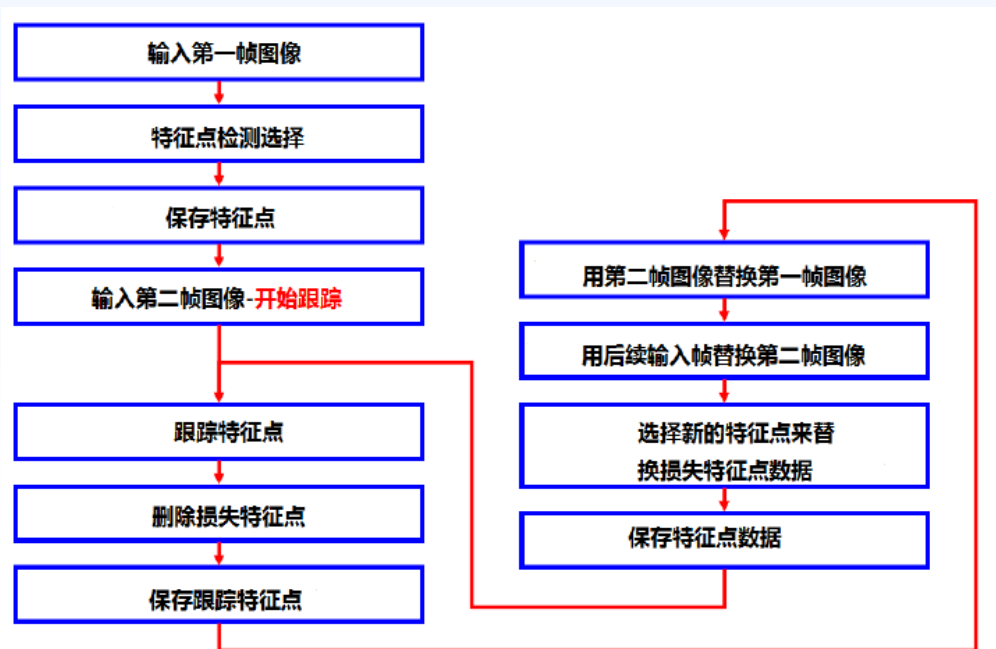 输入第一帧图像
特征点检测选择
保存特征点
输入第二帧图像-开始跟踪
跟踪特征点
删除损失特征点
保存跟踪特征点
用第二帧图像替换第一帧图像
用后续输入帧替换第二帧图像
选择新的特征点来替
换损失特征点数据
保存特征点数据